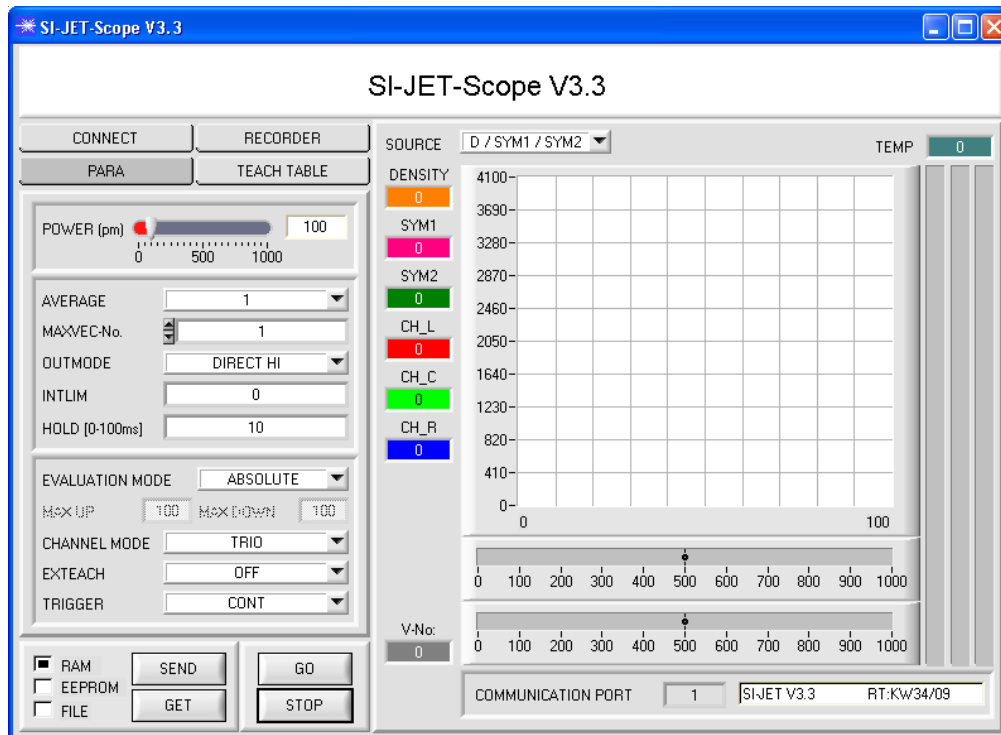 SI-JET-Scope V3.3
SI-JET-Scope V3.3
CONNECT
RECORDER
PARA
TEACH TABLE
POWER (pm)
100
0 500 1000
AVERAGE 1
MAXVEC-No. 1
OUTMODE DIRECT HI
INTLIM 0
HOLD [0-100ms] 10
EVALUATION MODE ABSOLUTE
MAX UP 100 MAX DOWN 100
CHANNEL MODE TRIO
EXTEACH OFF
TRIGGER CONT
RAM
EEPROM
FILE
SEND
GET
GO
STOP
SOURCE D / SYM1 / SYM2
TEMP 0
DENSITY
0
SYM1
0
SYM2
0
CH_L
0
CH_C
0
CH_R
0
4100
3690
3280
2870
2460
2050
1640
1230
820
410
0
0 100
0 100 200 300 400 500 600 700 800 900 1000
0 100 200 300 400 500 600 700 800 900 1000
V-No:
0
COMMUNICATION PORT 1 SI-JET V3.3 RT:KW34/09